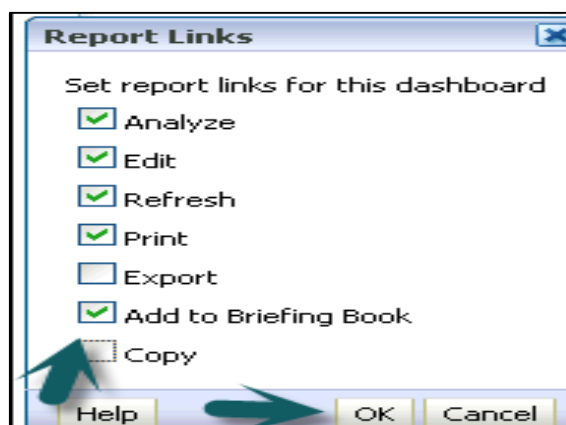 Report Links
Set report links for this dashboard
Analyze
Edit
Refresh
Print
Export
Add to Briefing Book
Copy
Help OK Cancel